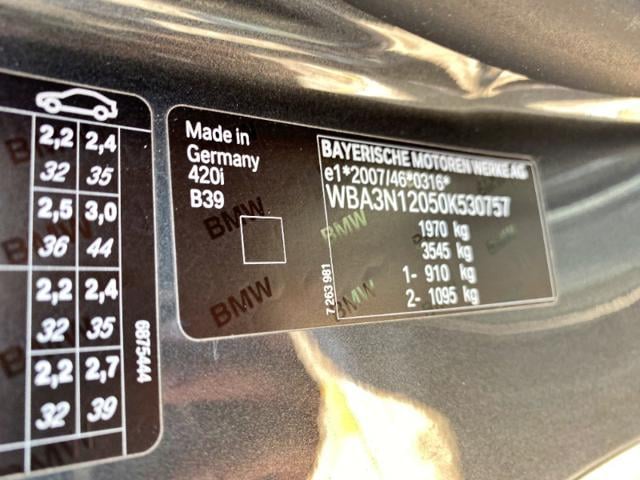 2,2 2,4
32 35
2,5 3,0
36 44
2,2 2,4
32 35
2,2 2,7
32 39
6875444
Made in
Germany
420i
B39
BMW
BMW
BAYERISCHE MOTOREN WERKE AG
e1*2007/46*0316*
WBA3N12050K530757
1970 kg
3545 kg
1- 910 kg
2- 1095 kg
7 263 981
BMW
BMW